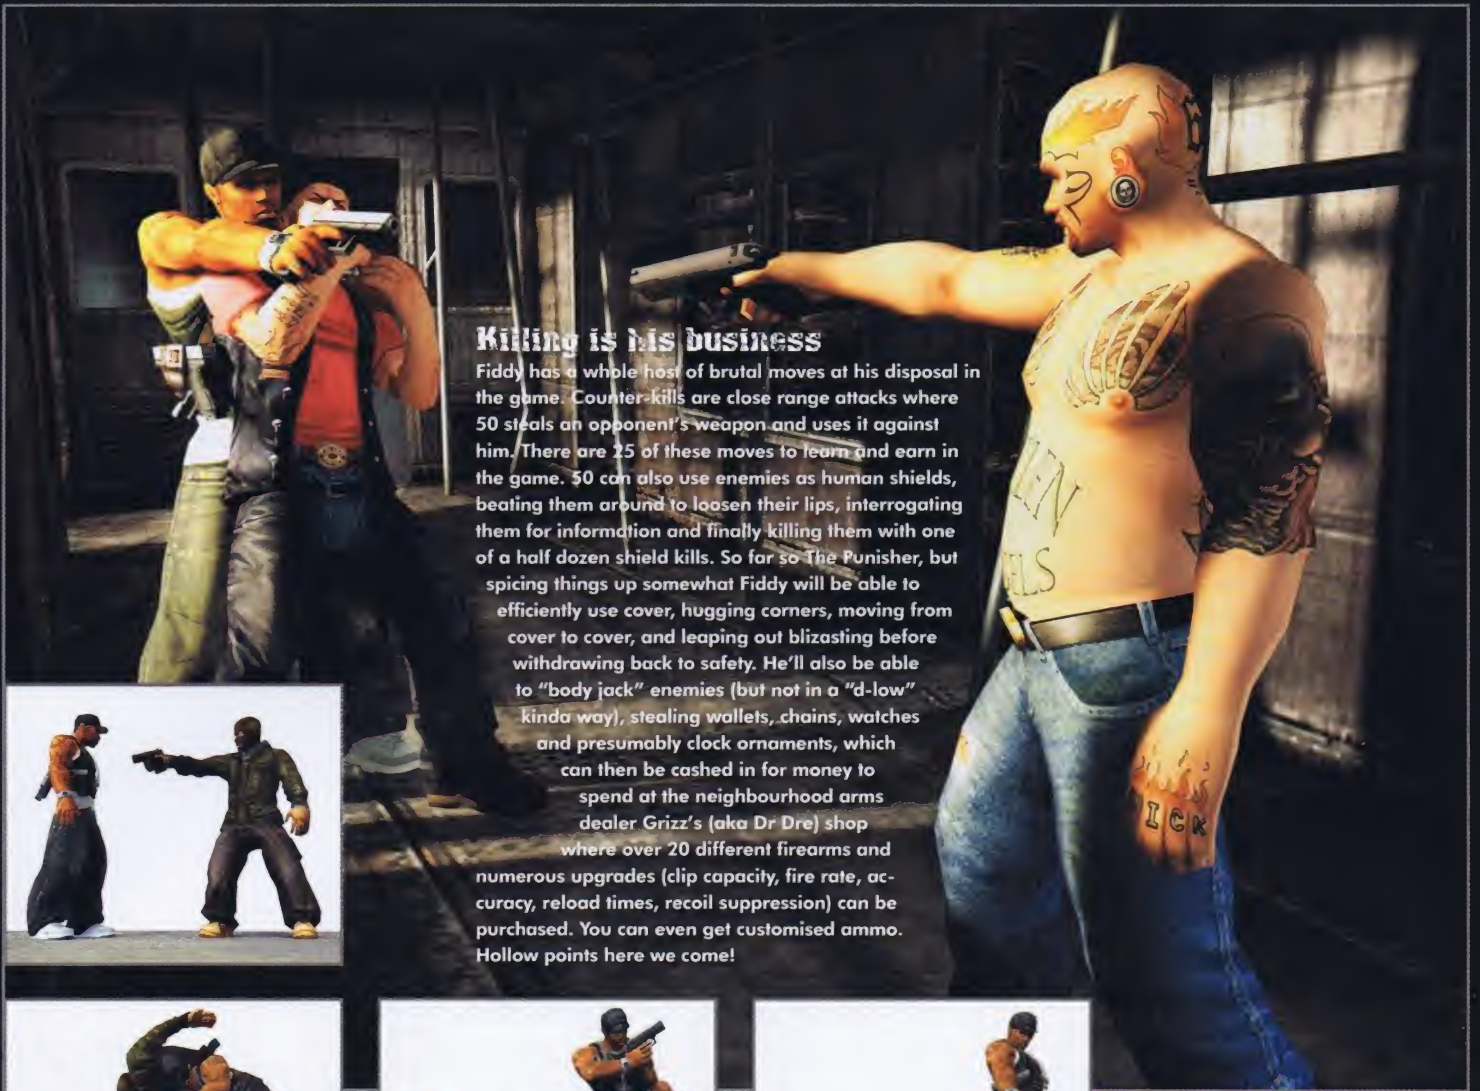 Killing is his business
Fiddy has a whole host of brutal moves at his disposal in
the game. Counter-kills are close range attacks where
50 steals an opponent's weapon and uses it against
him. There are 25 of these moves to learn and earn in
the game. 50 can also use enemies as human shields,
beating them around to loosen their lips, interrogating
them for information and finally killing them with one
of a half dozen shield kills. So far so The Punisher, but
spicing things up somewhat Fiddy will be able to
efficiently use cover, hugging corners, moving from
cover to cover, and leaping out blizasting before
withdrawing back to safety. He'll also be able
to "body jack" enemies (but not in a "d-low"
kinda way), stealing wallets, chains, watches
and presumably clock ornaments, which
can then be cashed in for money to
spend at the neighbourhood arms
dealer Grizz's (aka Dr Dre) shop
where over 20 different firearms and
numerous upgrades (clip capacity, fire rate, ac-
curacy, reload times, recoil suppression) can be
purchased. You can even get customised ammo.
Hollow points here we come!
ICK